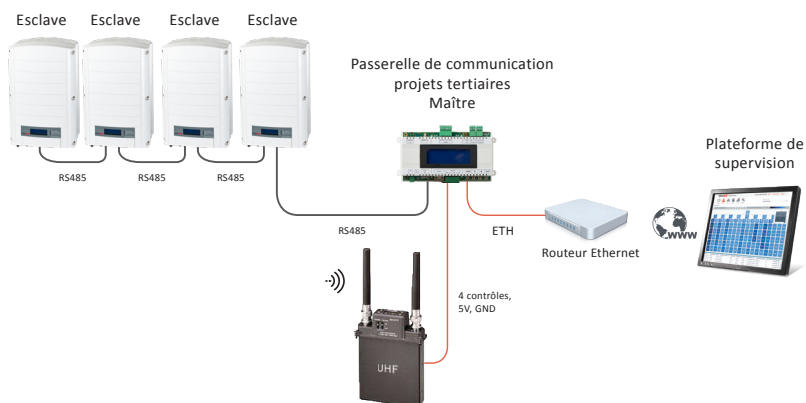 Esclave Esclave Esclave Esclave
Passerelle de communication
projets tertiaires
Maître
Plateforme de
supervision
RS485 RS485 RS485
RS485
ETH
Routeur Ethernet
WWW
4 contrôles,
5V, GND
UHF